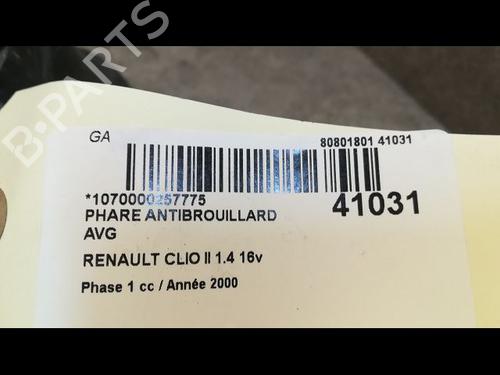 B-PARTS
GA
80801801 41031
*1070000257775
41031
PHARE ANTIBROUILLARD
AVG
RENAULT CLIO II 1.4 16v
Phase 1 cc / Année 2000